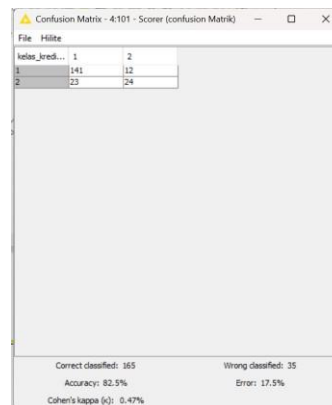 Confusion Matrix - 4:101 - Scorer (confusion Matrik)
File Hilite
kelas_kredi... 1 2
1 141 12
2 23 24
Correct classified: 165 Wrong classified: 35
Accuracy: 82.5% Error: 17.5%
Cohen's kappa (κ): 0.47%